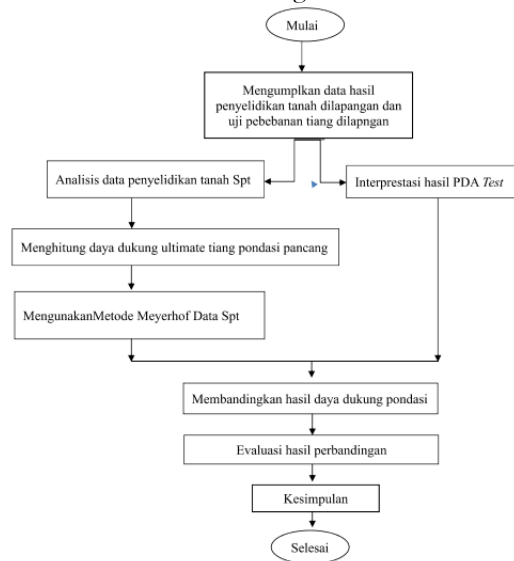 Mulai
Mengumplkan data hasil
penyelidikan tanah dilapangan dan
uji pebebanan tiang dilapngan
Analisis data penyelidikan tanah Spt
Interprestasi hasil PDA Test
Menghitung daya dukung ultimate tiang pondasi pancang
MengunakanMetode Meyerhof Data Spt
Membandingkan hasil daya dukung pondasi
Evaluasi hasil perbandingan
Kesimpulan
Selesai